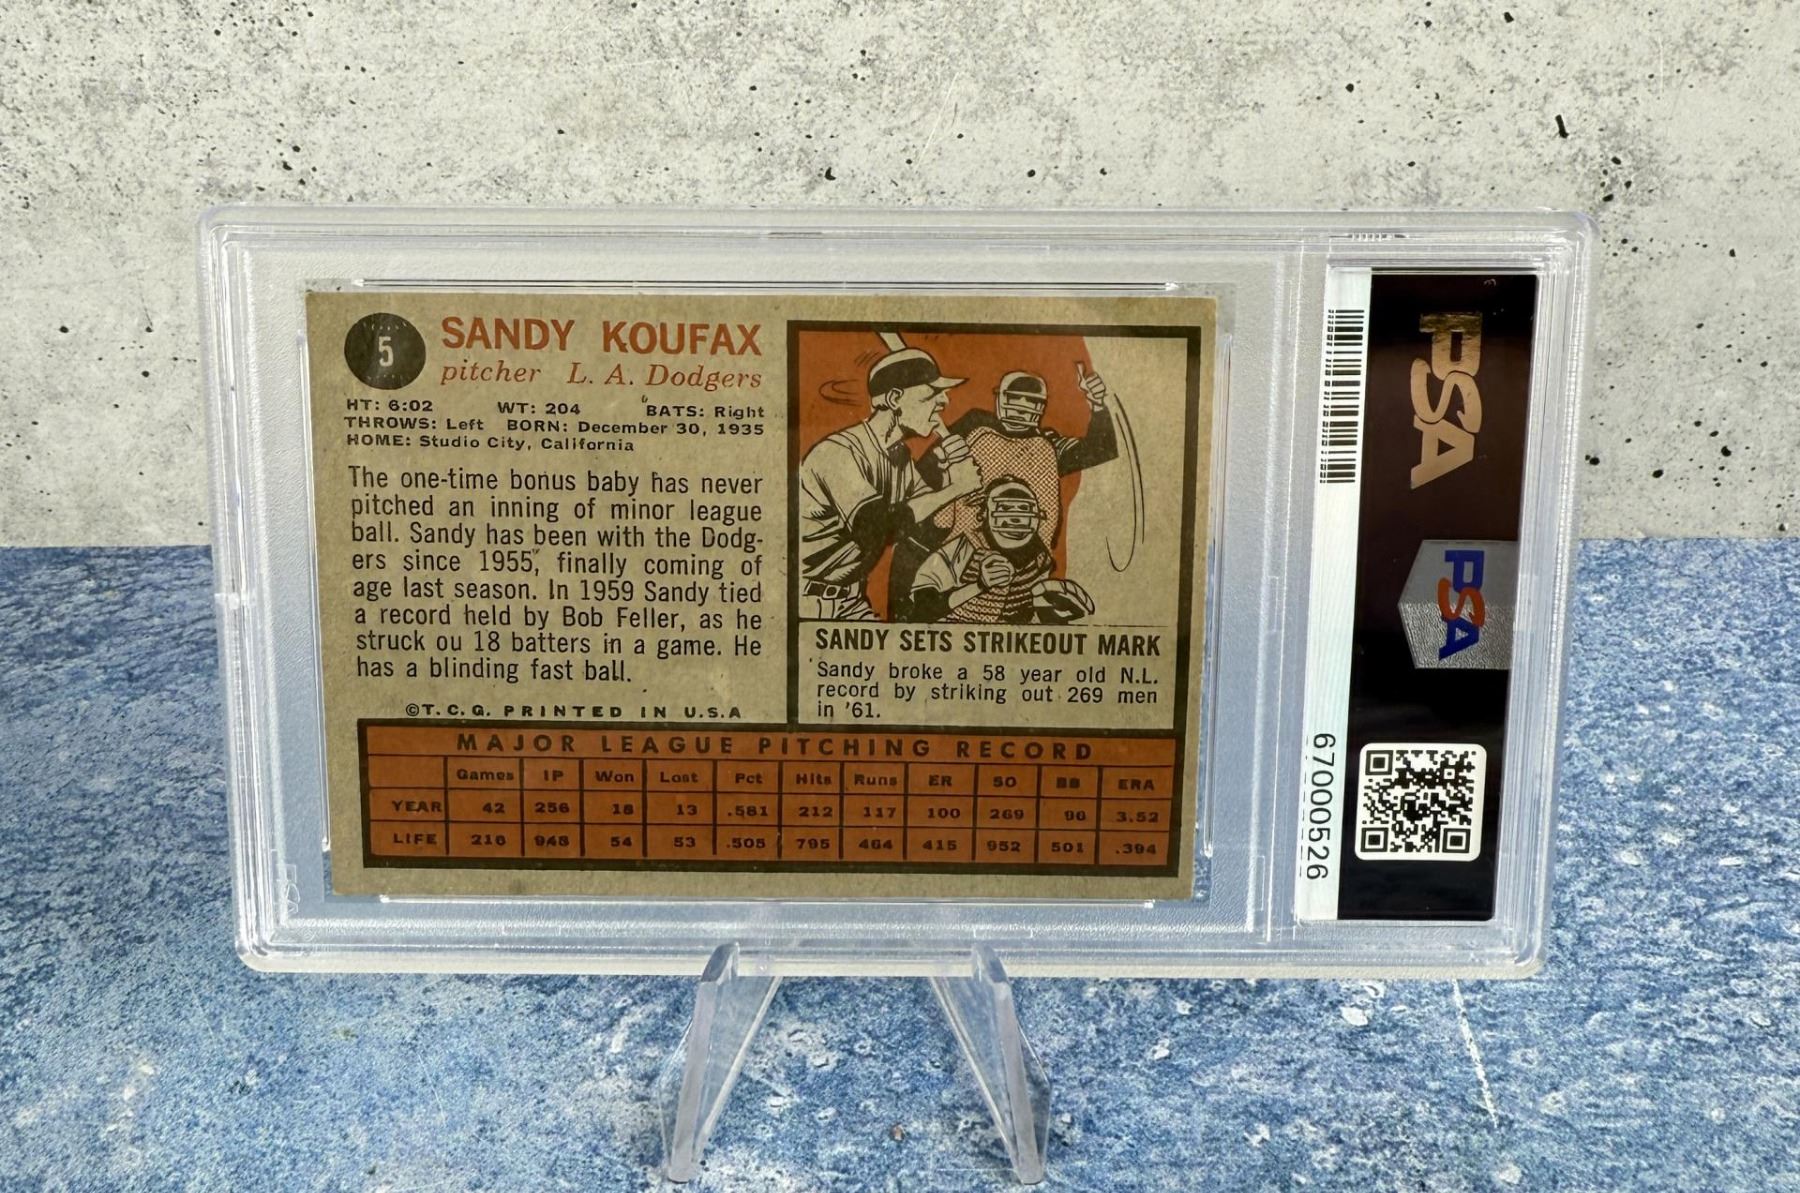 5
SANDY KOUFAX
pitcher L. A. Dodgers
HT: 6:02 WT: 204 BATS: Right
THROWS: Left BORN: December 30, 1935
HOME: Studio City, California
The one-time bonus baby has never
pitched an inning of minor league
ball. Sandy has been with the Dodg-
ers since 1955, finally coming of
age last season. In 1959 Sandy tied
a record held by Bob Feller, as he
struck ou 18 batters in a game. He
has a blinding fast ball.
©T. C. G. PRINTED IN U.S.A
SANDY SETS STRIKEOUT MARK
Sandy broke a 58 year old N.L.
record by striking out 269 men
in '61.
MAJOR LEAGUE PITCHING RECORD
Games IP Won Lost Pct Hits Runs ER SO BB ERA
YEAR 42 256 18 13 .581 212 117 100 269 96 3.52
LIFE 216 948 54 53 .505 795 464 415 952 501 .394
PSA
PSA
67000526